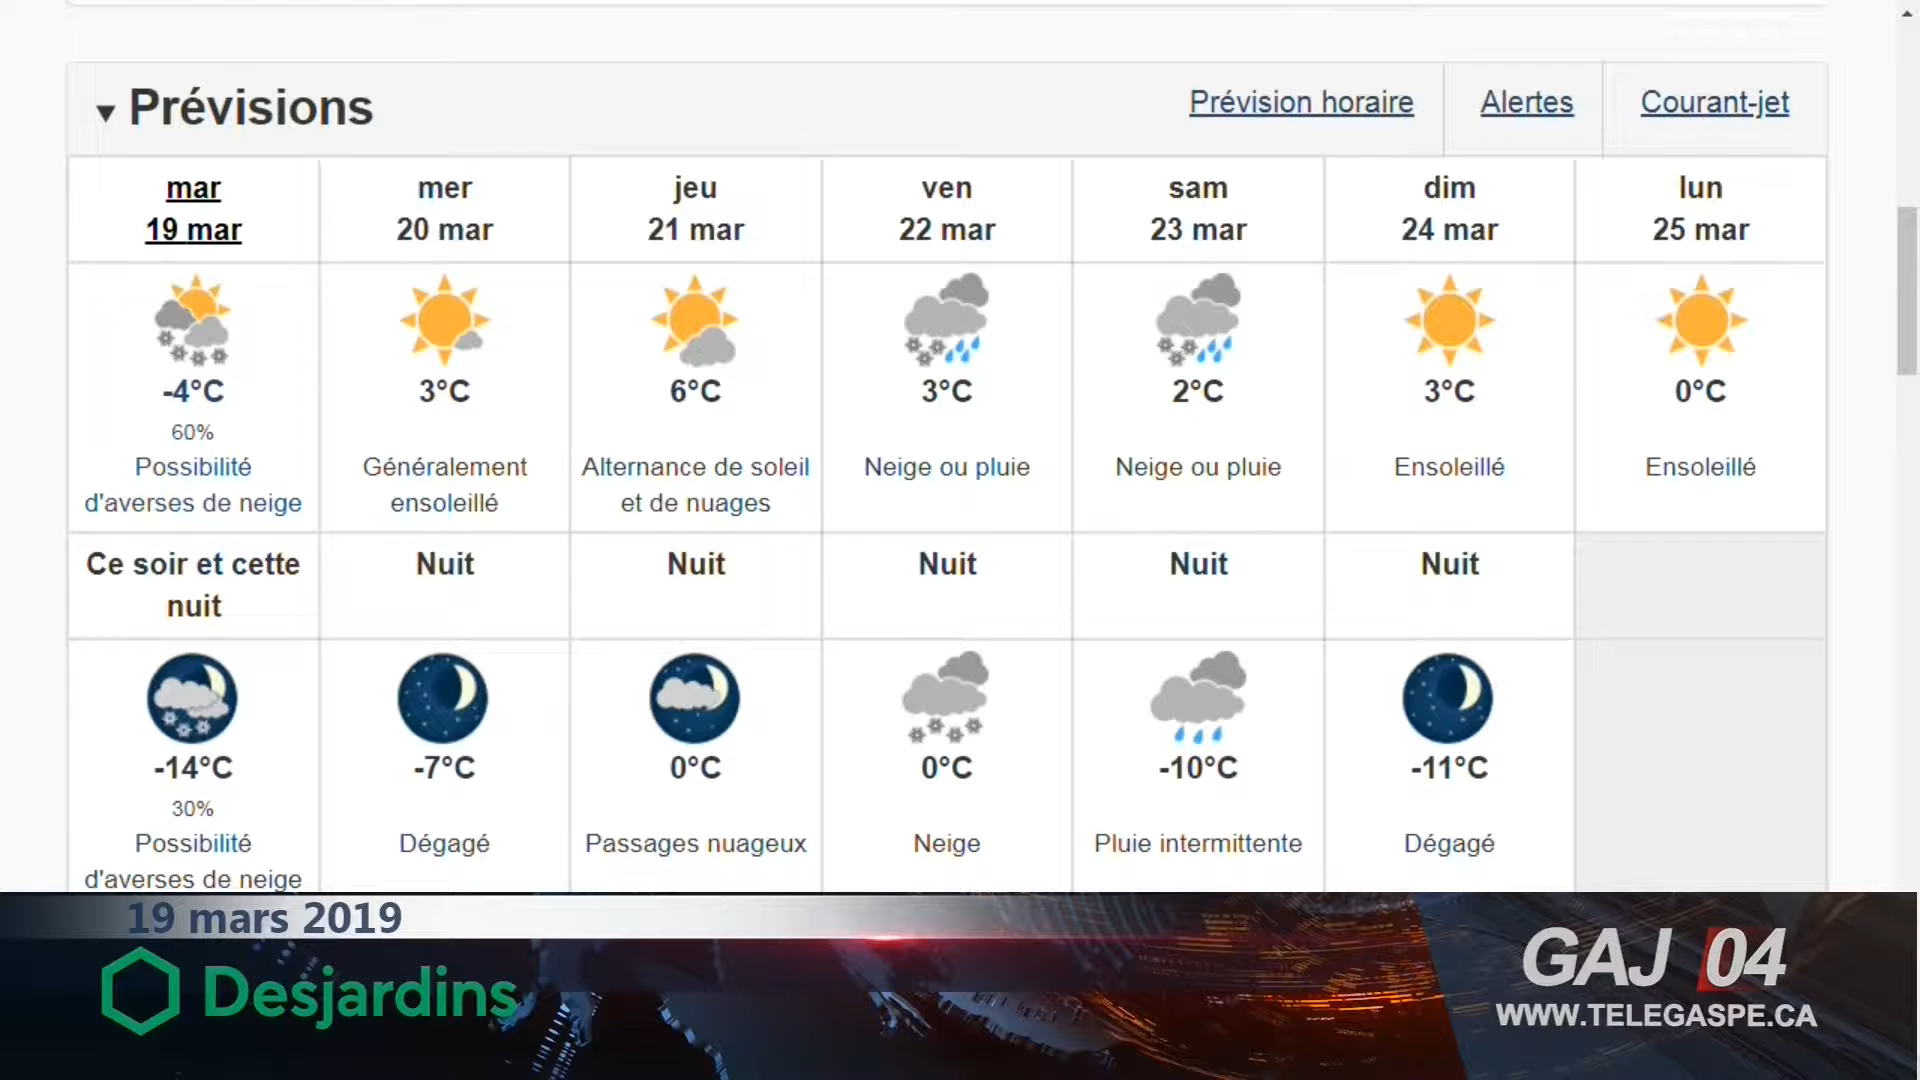 ▼ Prévisions
Prévision horaire
Alertes
Courant-jet
mar
19 mar
mer
20 mar
jeu
21 mar
ven
22 mar
sam
23 mar
dim
24 mar
lun
25 mar
-4°C
3°C
6°C
3°C
2°C
3°C
0°C
60%
Possibilité
d'averses de neige
Généralement
ensoleillé
Alternance de soleil
et de nuages
Neige ou pluie
Neige ou pluie
Ensoleillé
Ensoleillé
Ce soir et cette
nuit
Nuit
Nuit
Nuit
Nuit
Nuit
-14°C
-7°C
0°C
0°C
-10°C
-11°C
30%
Possibilité
d'averses de neige
Dégagé
Passages nuageux
Neige
Pluie intermittente
Dégagé
19 mars 2019
Desjardins
GAJ 04
WWW.TELEGASPE.CA